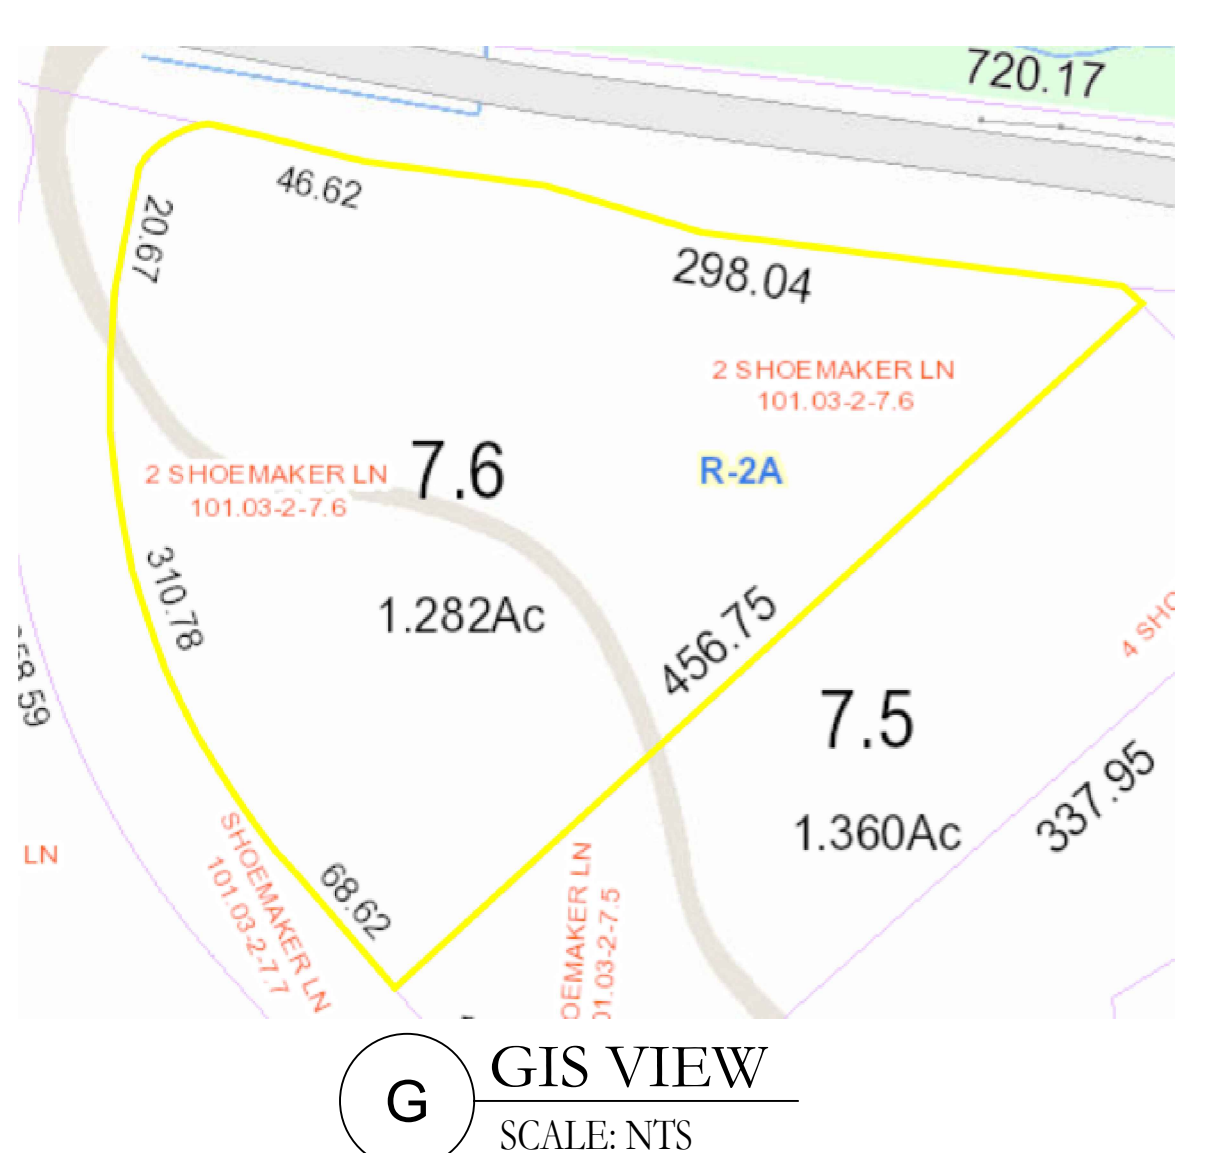 720.17
46.62
20.67
298.04
2 SHOEMAKER LN
101.03-2-7.6
7.6
R-2A
2 SHOEMAKER LN
101.03-2-7.6
310.78
1.282Ac
456.75
4 SHO
59
7.5
337.95
1.360Ac
LN
SHOEMAKER LN
101.03-2-7.7
68.62
OEMAKER LN
01.03-2-7.5
G
GIS VIEW
SCALE: NTS